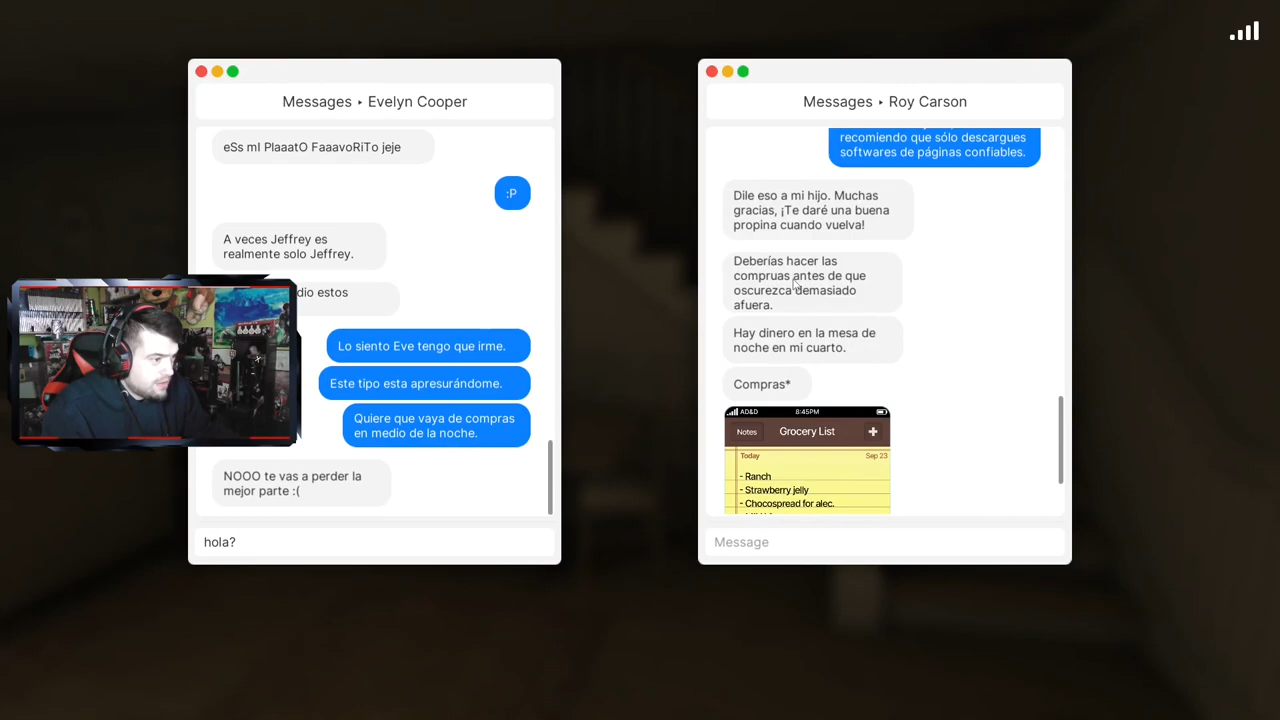 Messages ▸ Evelyn Cooper
eSs mI PlaaatO FaaavoRiTo jeje
:P
A veces Jeffrey es
realmente solo Jeffrey.
estos
Lo siento Eve tengo que irme.
Este tipo esta apresurándome.
Quiere que vaya de compras
en medio de la noche.
NOOO te vas a perder la
mejor parte :(
hola?
Messages ▸ Roy Carson
recomiendo que sólo descargues
softwares de páginas confiables.
Dile eso a mi hijo. Muchas
gracias, ¡Te daré una buena
propina cuando vuelva!
Deberías hacer las
compruas antes de que
oscurezca demasiado
afuera.
Hay dinero en la mesa de
noche en mi cuarto.
Compras*
AD&D 8:45PM
Notes Grocery List +
Today Sep 23
- Ranch
- Strawberry jelly
- Chocospread for alec.
Message